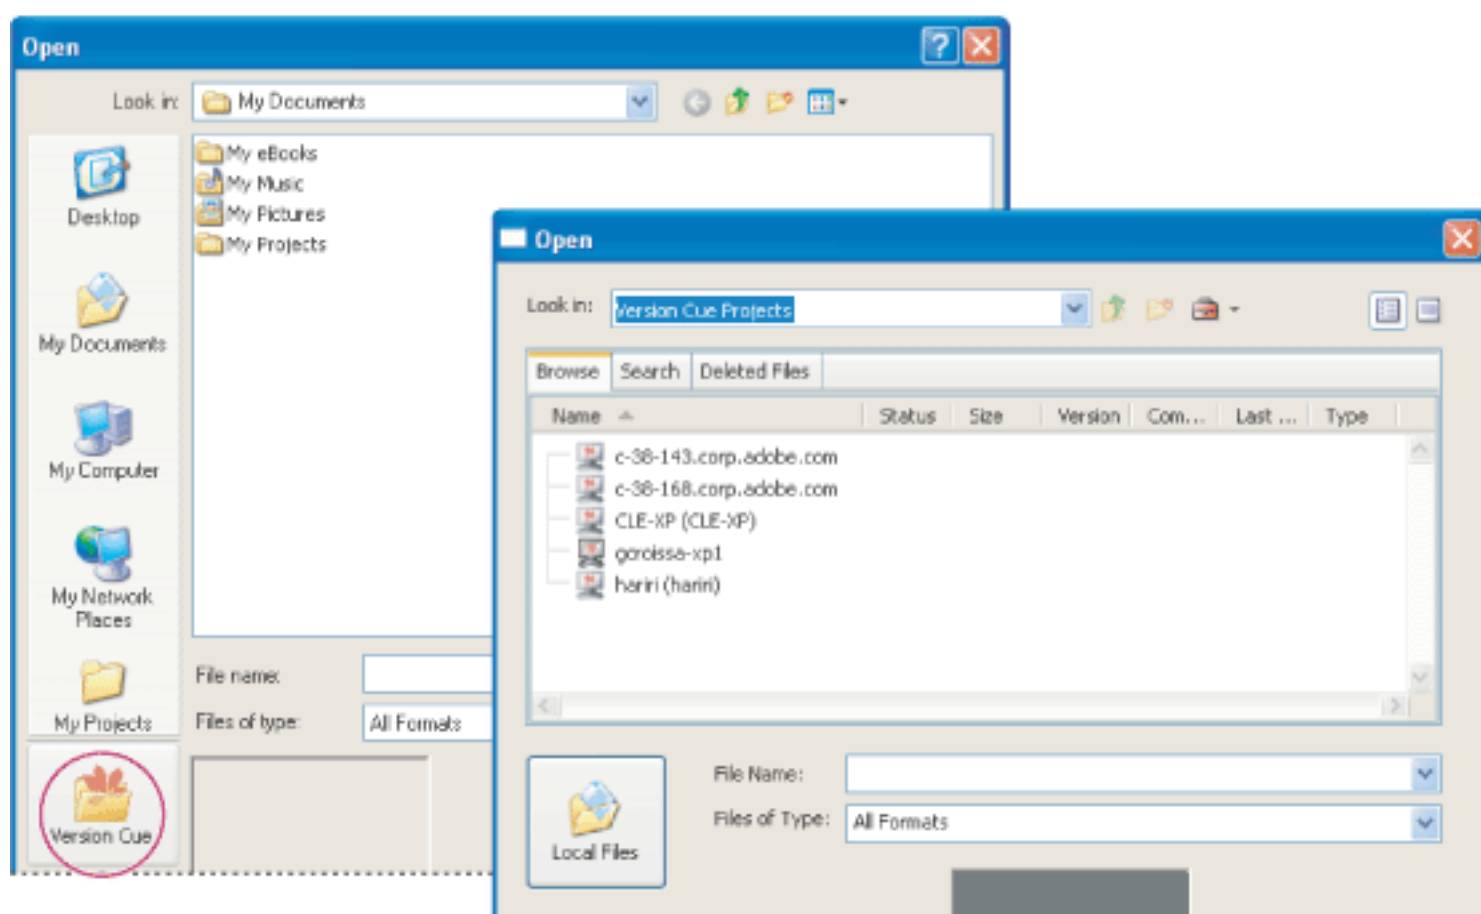 Open
Look in:
My Documents
My eBooks
My Music
My Pictures
My Projects
Desktop
My Documents
My Computer
My Network
Places
My Projects
Version Cue
File name:
Files of type:
All Formats
Open
Look in:
Version Cue Projects
Browse Search Deleted Files
Name Status Size Version Com... Last ... Type
c-38-143.corp.adobe.com
c-38-168.corp.adobe.com
CLE-XP (CLE-XP)
goroissa-xp1
hariri (hariri)
File Name:
Files of Type: All Formats
Local Files